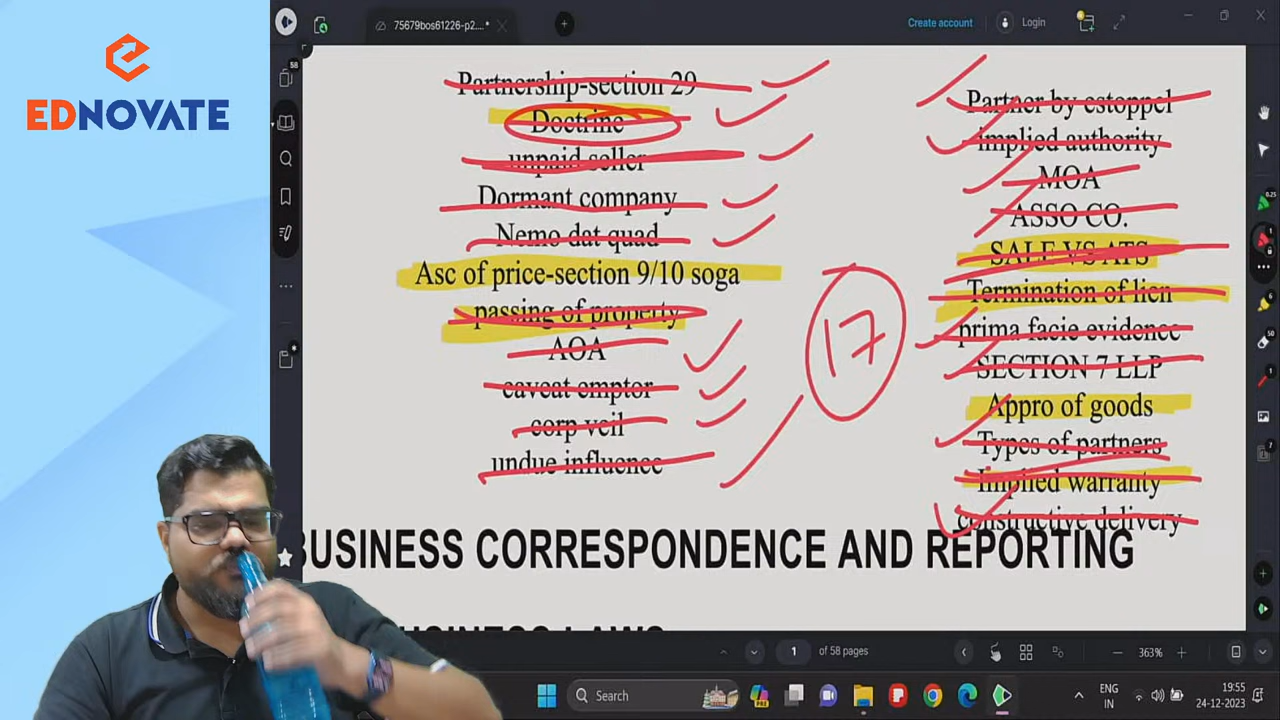 EDNOVATE
75679bos61226-p2....*
Create account
Login
58
Partnership-section 29
Doctrine
unpaid seller
Dormant company
Nemo dat quad
Asc of price-section 9/10 soga
passing of property
AOA
caveat emptor
corp veil
undue influence
17
Partner by estoppel
implied authority
MOA
ASSO CO.
SALE VS ATS
Termination of lien
prima facie evidence
SECTION 7 LLP
Appro of goods
Types of partners
Implied warranty
constructive delivery
BUSINESS CORRESPONDENCE AND REPORTING
BUSINESS LAWS
1 of 58 pages
363%
Search
PRE
ENG
IN
19:55
24-12-2023